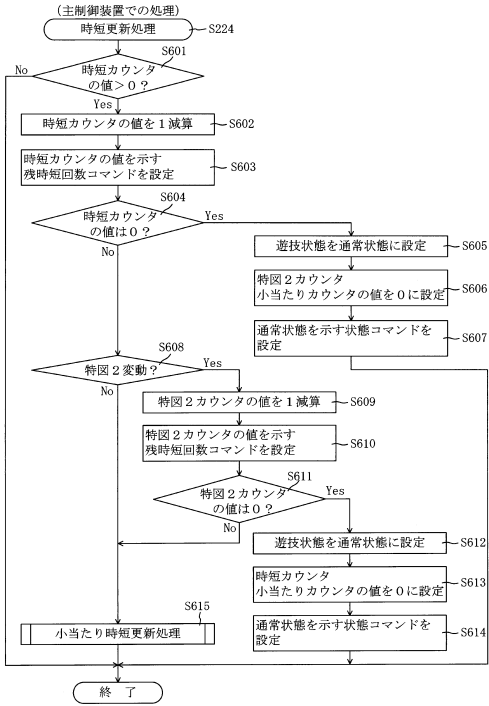 (主制御装置での処理)
時短更新処理
S224
S601
時短カウンタ
の値>0?
No
Yes
時短カウンタの値を1減算
S602
時短カウンタの値を示す
残時短回数コマンドを設定
S603
S604
時短カウンタ
の値は0?
Yes
No
遊技状態を通常状態に設定
S605
特図2カウンタ
小当たりカウンタの値を0に設定
S606
通常状態を示す状態コマンドを
設定
S607
S608
特図2変動?
Yes
No
特図2カウンタの値を1減算
S609
特図2カウンタの値を示す
残時短回数コマンドを設定
S610
S611
特図2カウンタ
の値は0?
Yes
No
遊技状態を通常状態に設定
S612
時短カウンタ
小当たりカウンタの値を0に設定
S613
通常状態を示す状態コマンドを
設定
S614
S615
小当たり時短更新処理
終 了